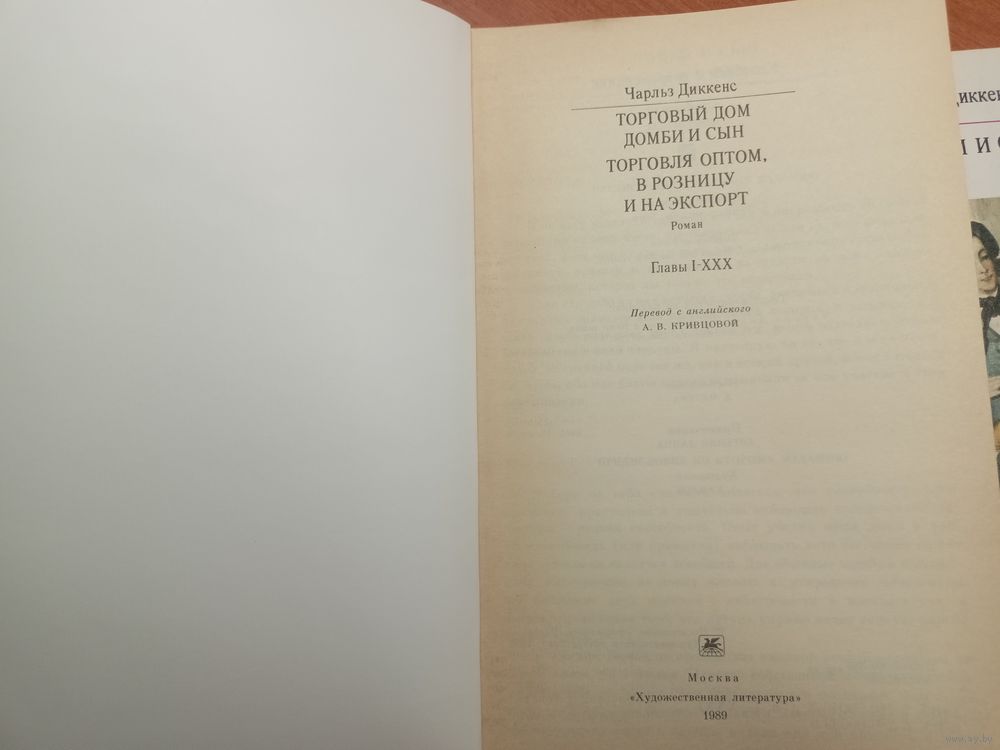 Чарльз Диккенс
ТОРГОВЫЙ ДОМ
ДОМБИ И СЫН
ТОРГОВЛЯ ОПТОМ,
В РОЗНИЦУ
И НА ЭКСПОРТ
Роман
Главы I-XXX
Перевод с английского
А. В. КРИВЦОВОЙ
Москва
«Художественная литература»
1989